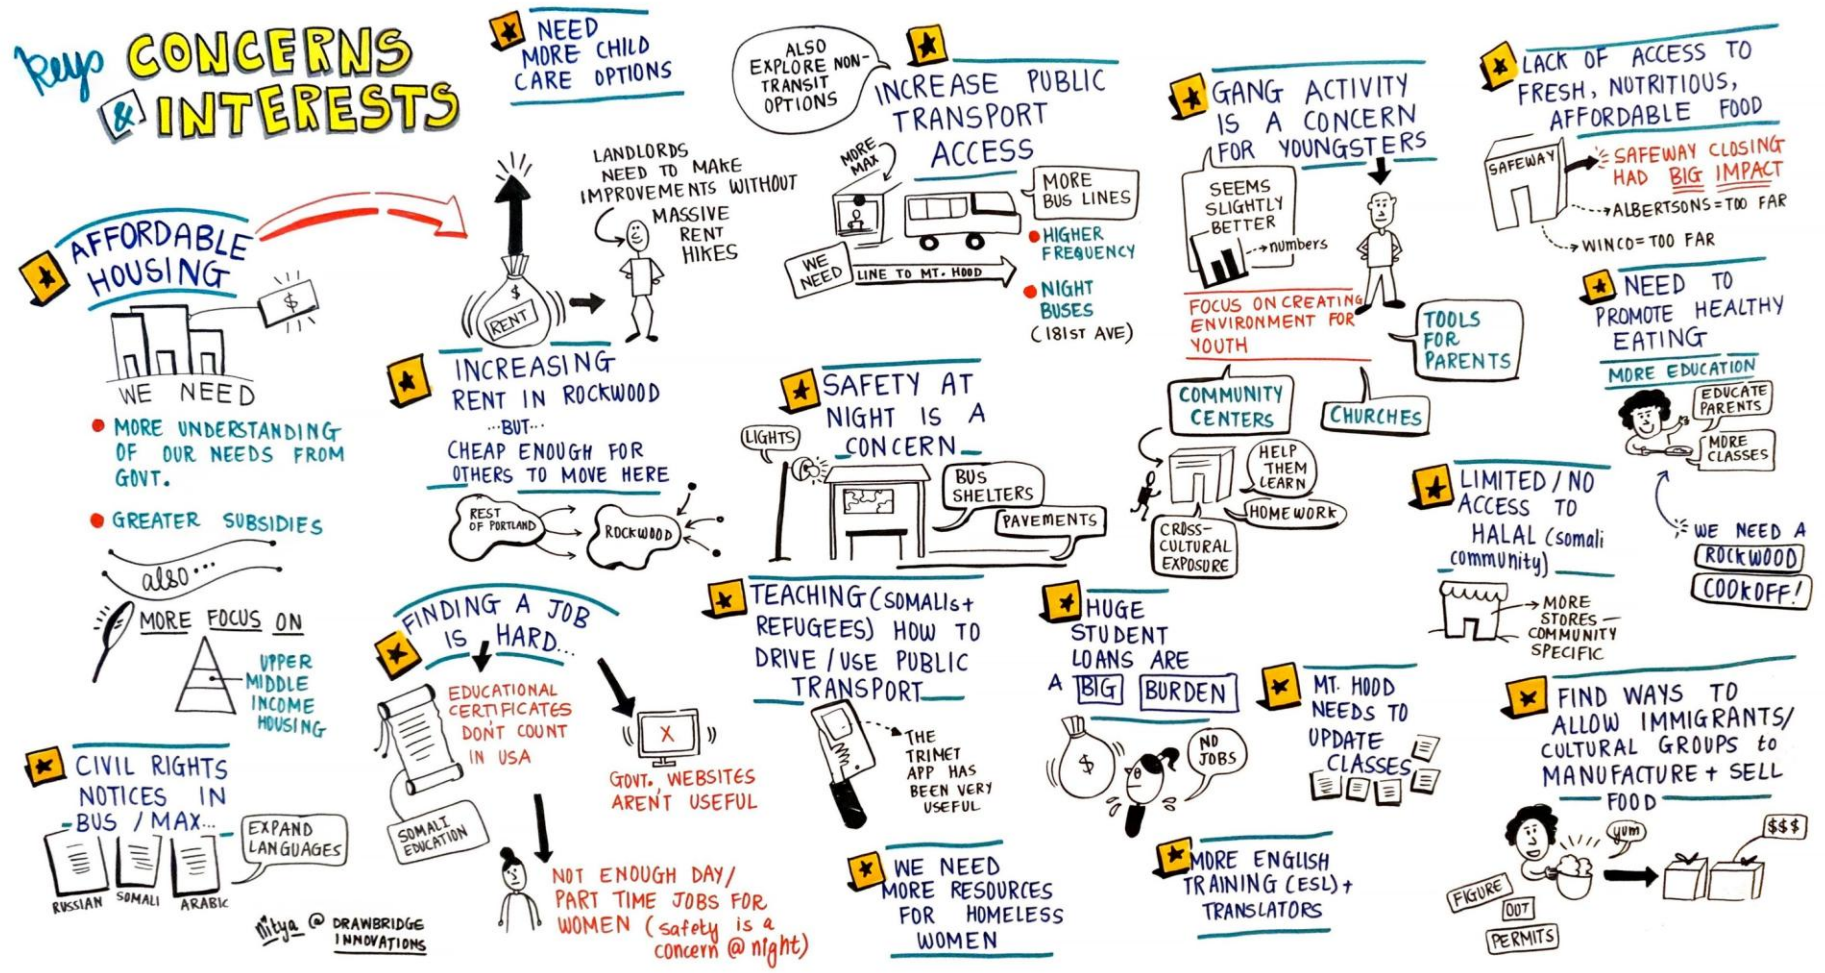 Keys CONCERNS
& INTERESTS
NEED
MORE CHILD
CARE OPTIONS
AFFORDABLE
HOUSING
$
WE NEED
MORE UNDERSTANDING
OF OUR NEEDS FROM
GOVT.
GREATER SUBSIDIES
also...
MORE FOCUS ON
UPPER
MIDDLE
INCOME
HOUSING
LANDLORDS
NEED TO MAKE
IMPROVEMENTS WITHOUT
MASSIVE
RENT
HIKES
$
RENT
INCREASING
RENT IN ROCKWOOD
...BUT...
CHEAP ENOUGH FOR
OTHERS TO MOVE HERE
REST
OF PORTLAND
ROCKWOOD
ALSO
EXPLORE NON-
TRANSIT
OPTIONS
INCREASE PUBLIC
TRANSPORT
ACCESS
MORE
MAX
MORE
BUS LINES
HIGHER
FREQUENCY
WE
NEED
LINE TO MT. HOOD
NIGHT
BUSES
(181ST AVE)
SAFETY AT
NIGHT IS A
CONCERN
LIGHTS
BUS
SHELTERS
PAVEMENTS
GANG ACTIVITY
IS A CONCERN
FOR YOUNGSTERS
SEEMS
SLIGHTLY
BETTER
numbers
FOCUS ON CREATING
ENVIRONMENT FOR
YOUTH
TOOLS
FOR
PARENTS
COMMUNITY
CENTERS
CHURCHES
HELP
THEM
LEARN
HOMEWORK
CROSS-
CULTURAL
EXPOSURE
LACK OF ACCESS TO
FRESH, NUTRITIOUS,
AFFORDABLE FOOD
SAFEWAY
SAFEWAY CLOSING
HAD BIG IMPACT
ALBERTSONS = TOO FAR
WINCO = TOO FAR
NEED TO
PROMOTE HEALTHY
EATING
MORE EDUCATION
EDUCATE
PARENTS
MORE
CLASSES
WE NEED A
ROCKWOOD
COOKOFF!
LIMITED / NO
ACCESS TO
HALAL (somali
community)
MORE
STORES —
COMMUNITY
SPECIFIC
CIVIL RIGHTS
NOTICES IN
BUS / MAX...
EXPAND
LANGUAGES
RUSSIAN
SOMALI
ARABIC
Nitya @ DRAWBRIDGE
INNOVATIONS
FINDING A JOB
IS HARD...
EDUCATIONAL
CERTIFICATES
DON'T COUNT
IN USA
SOMALI
EDUCATION
X
GOVT. WEBSITES
AREN'T USEFUL
NOT ENOUGH DAY/
PART TIME JOBS FOR
WOMEN (safety is a
concern @ night)
TEACHING (SOMALIS +
REFUGEES) HOW TO
DRIVE / USE PUBLIC
TRANSPORT
THE
TRIMET
APP HAS
BEEN VERY
USEFUL
WE NEED
MORE RESOURCES
FOR HOMELESS
WOMEN
HUGE
STUDENT
LOANS ARE
A BIG BURDEN
$
NO
JOBS
MT. HOOD
NEEDS TO
UPDATE
CLASSES
MORE ENGLISH
TRAINING (ESL) +
TRANSLATORS
FIND WAYS TO
ALLOW IMMIGRANTS/
CULTURAL GROUPS to
MANUFACTURE + SELL
FOOD
yum
$$$
FIGURE
OUT
PERMITS